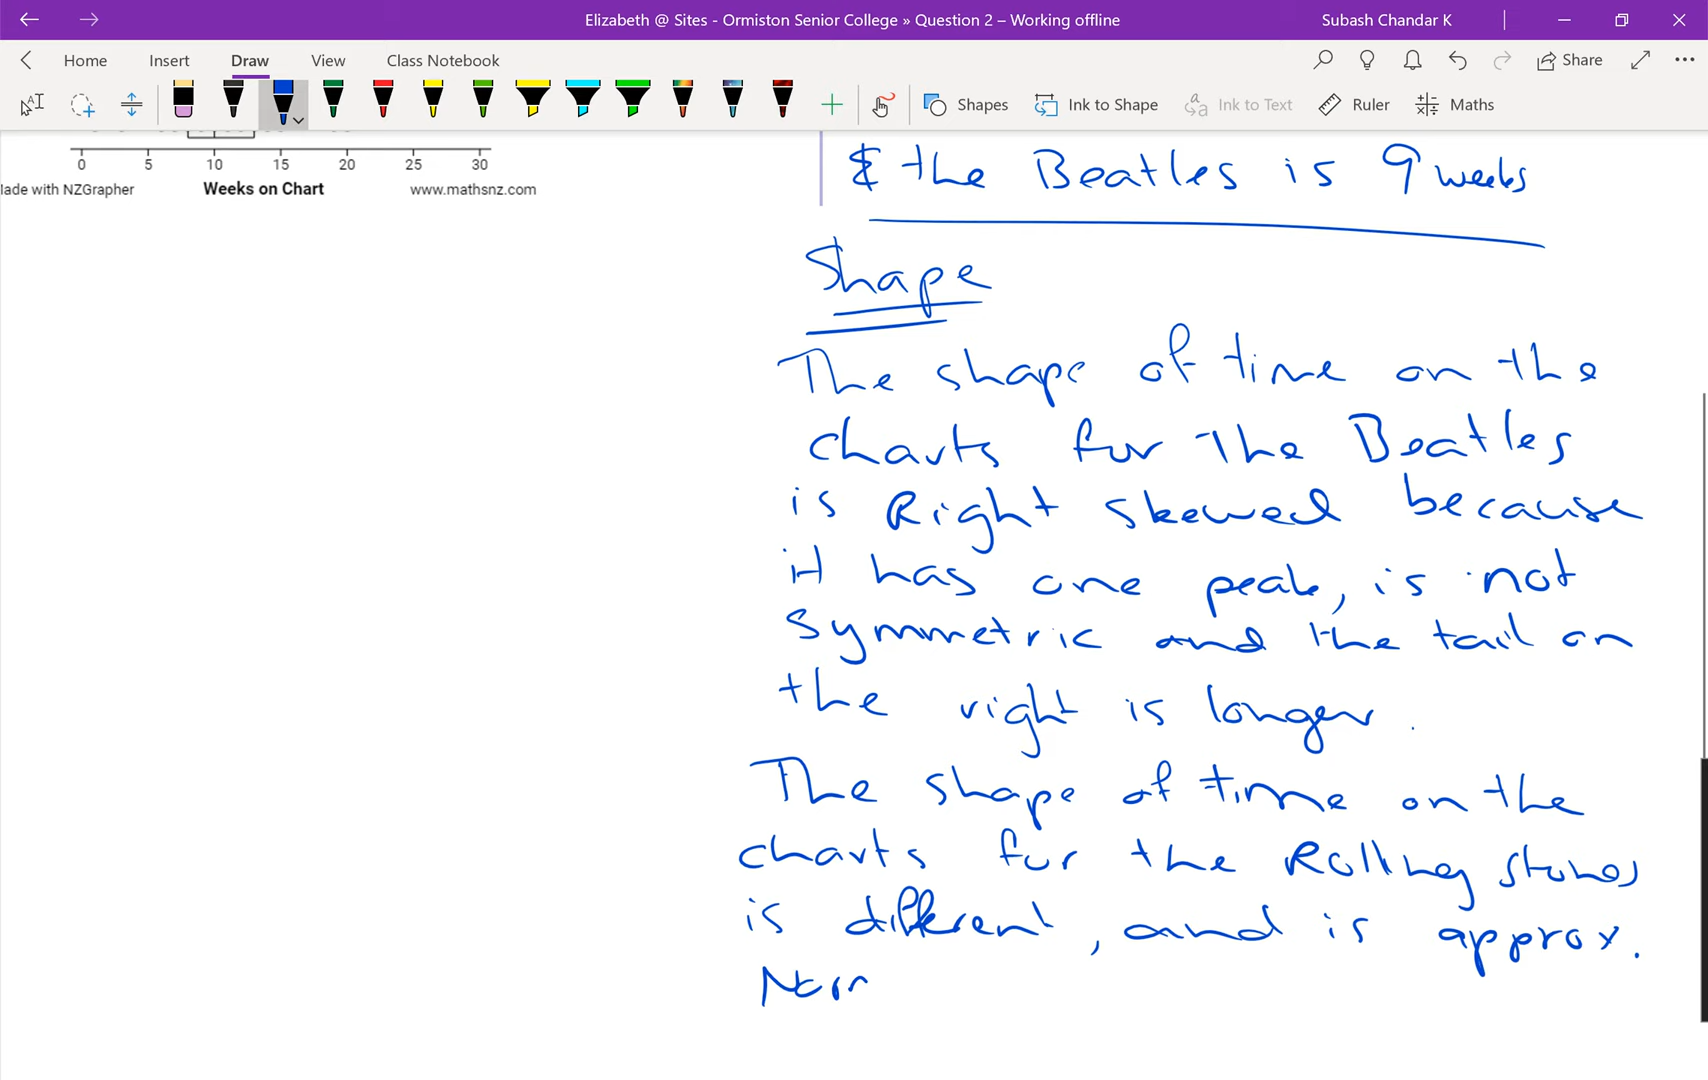 Elizabeth @ Sites - Ormiston Senior College » Question 2 – Working offline
Subash Chandar K
Home Insert Draw View Class Notebook
Share
Shapes Ink to Shape Ink to Text Ruler Maths
0 5 10 15 20 25 30
lade with NZGrapher Weeks on Chart www.mathsnz.com
& the Beatles is 9 weeks
Shape
The shape of time on the
charts for the Beatles
is Right skewed because
it has one peak, is not
symmetric and the tail on
the right is longer.
The shape of time on the
charts for the Rolling stones
is different, and is approx.
Norm